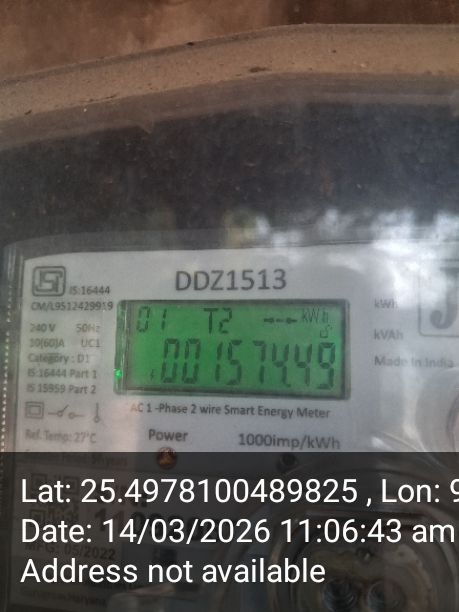 IS:16444
DDZ1513
CM/L9512429919
240 V 50Hz
10(60)A UC1
Category : D1
IS:16444 Part 1
IS 15959 Part 2
01 T2 kWh
001574.49
kWh
kVAh
J
Made in India
AC 1 -Phase 2 wire Smart Energy Meter
Ref. Temp: 27°C
Power
1000imp/kWh
Lat: 25.4978100489825 , Lon: 9
Date: 14/03/2026 11:06:43 am
Address not available